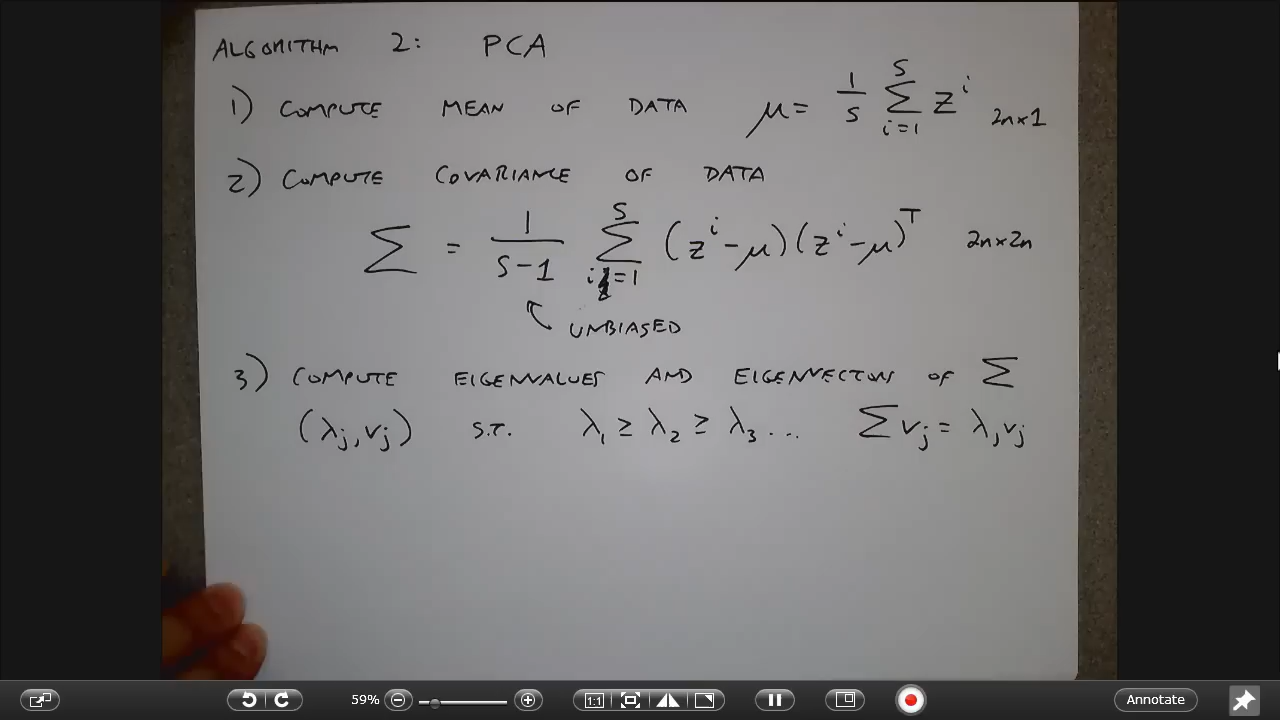 ALGORITHM 2: PCA
1) COMPUTE MEAN OF DATA μ = 1/S ∑_{i=1}^{S} z^i 2n×1
2) COMPUTE COVARIANCE OF DATA
Σ = 1/(S-1) ∑_{i=1}^{S} (z^i - μ)(z^i - μ)^T 2n×2n
UNBIASED
3) COMPUTE EIGENVALUES AND EIGENVECTORS OF Σ
(λ_j, v_j) S.T. λ_1 ≥ λ_2 ≥ λ_3 ... Σ v_j = λ_j v_j
59% 1:1 Annotate